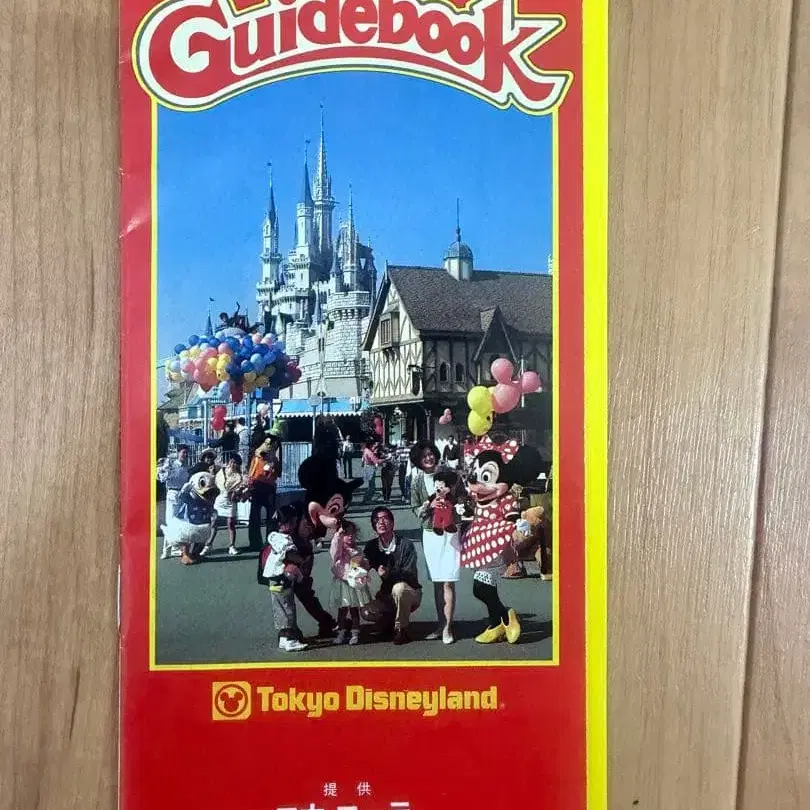 Guidebook
Tokyo Disneyland
提供